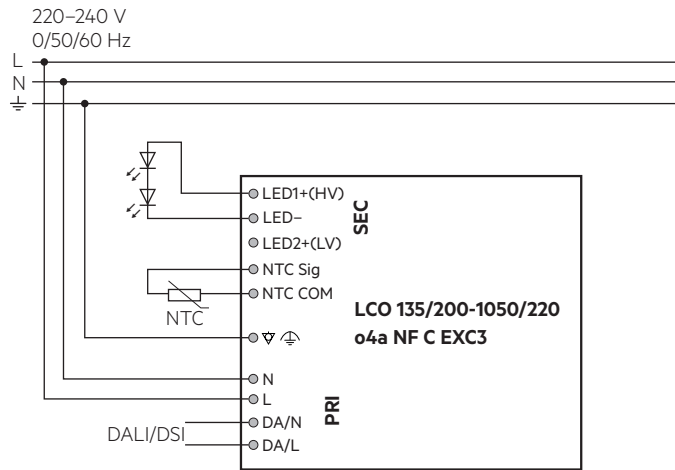 220–240 V
0/50/60 Hz
L
N
LED1+(HV)
LED–
LED2+(LV)
SEC
NTC Sig
NTC COM
NTC
LCO 135/200-1050/220
o4a NF C EXC3
N
L
PRI
DA/N
DALI/DSI
DA/L